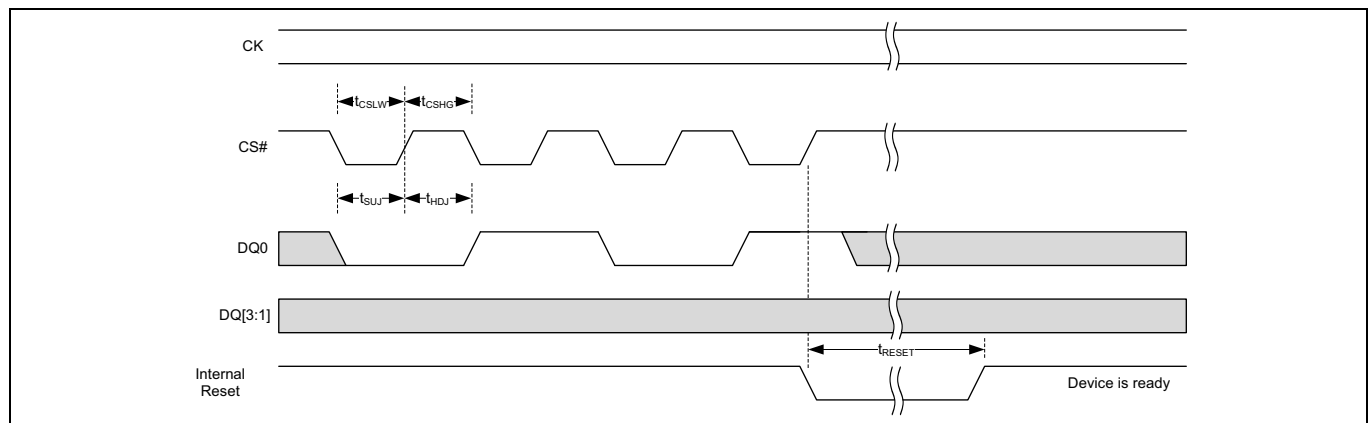 CK
tCSLW
tCSHG
CS#
tSUJ
tHDJ
DQ0
DQ[3:1]
tRESET
Internal
Reset
Device is ready